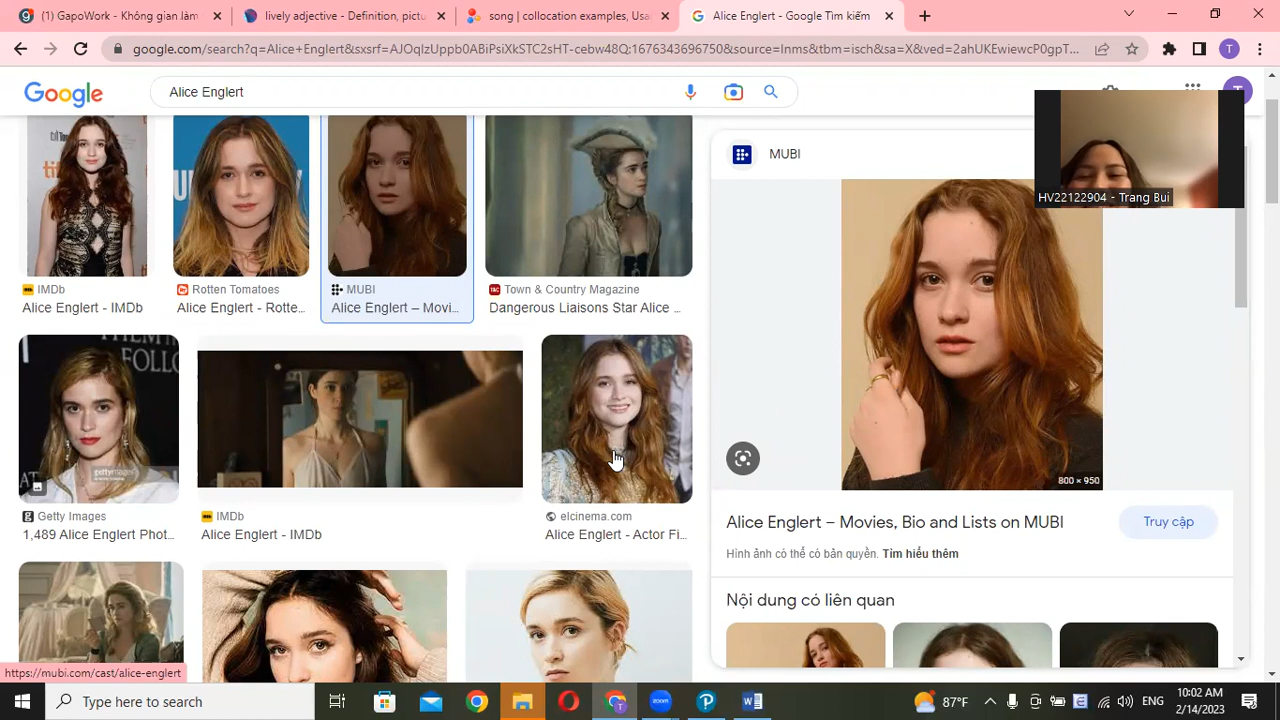 (1) GapoWork - Không gian làm
lively adjective - Definition, pictu
song | collocation examples, Usa
Alice Englert - Google Tìm kiếm
google.com/search?q=Alice+Englert&sxsrf=AJOqlzUppb0ABiPsiXkSTC2sHT-cebw48Q:1676343696750&source=lnms&tbm=isch&sa=X&ved=2ahUKEwiewcP0gpT...
T
Google
Alice Englert
T
MUBI
HV22122904 - Trang Bui
IMDb
Alice Englert - IMDb
Rotten Tomatoes
Alice Englert - Rotte...
MUBI
Alice Englert – Movi...
Town & Country Magazine
Dangerous Liaisons Star Alice ...
THEM
FOLLO
gettyimages
Getty Images
1,489 Alice Englert Phot...
IMDb
Alice Englert - IMDb
elcinema.com
Alice Englert - Actor Fi...
800 × 950
Alice Englert – Movies, Bio and Lists on MUBI
Truy cập
Hình ảnh có thể có bản quyền. Tìm hiểu thêm
Nội dung có liên quan
https://mubi.com/cast/alice-englert
Type here to search
zoom
87°F
ENG
10:02 AM
2/14/2023